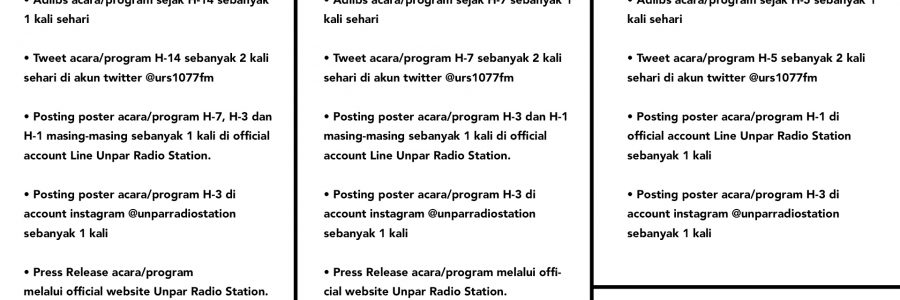 • Adlibs acara/program sejak H-14 sebanyak
1 kali sehari
• Tweet acara/program H-14 sebanyak 2 kali
sehari di akun twitter @urs1077fm
• Posting poster acara/program H-7, H-3 dan
H-1 masing-masing sebanyak 1 kali di official
account Line Unpar Radio Station.
• Posting poster acara/program H-3 di
account instagram @unparradiostation
sebanyak 1 kali
• Press Release acara/program
melalui official website Unpar Radio Station.
• Adlibs acara/program sejak H-7 sebanyak 1
kali sehari
• Tweet acara/program H-7 sebanyak 2 kali
sehari di akun twitter @urs1077fm
• Posting poster acara/program H-3 dan H-1
masing-masing sebanyak 1 kali di official
account Line Unpar Radio Station.
• Posting poster acara/program H-3 di
account instagram @unparradiostation
sebanyak 1 kali
• Press Release acara/program melalui offi-
cial website Unpar Radio Station.
• Adlibs acara/program sejak H-5 sebanyak 1
kali sehari
• Tweet acara/program H-5 sebanyak 2 kali
sehari di akun twitter @urs1077fm
• Posting poster acara/program H-1 di
official account Line Unpar Radio Station
sebanyak 1 kali
• Posting poster acara/program H-3 di
account instagram @unparradiostation
sebanyak 1 kali